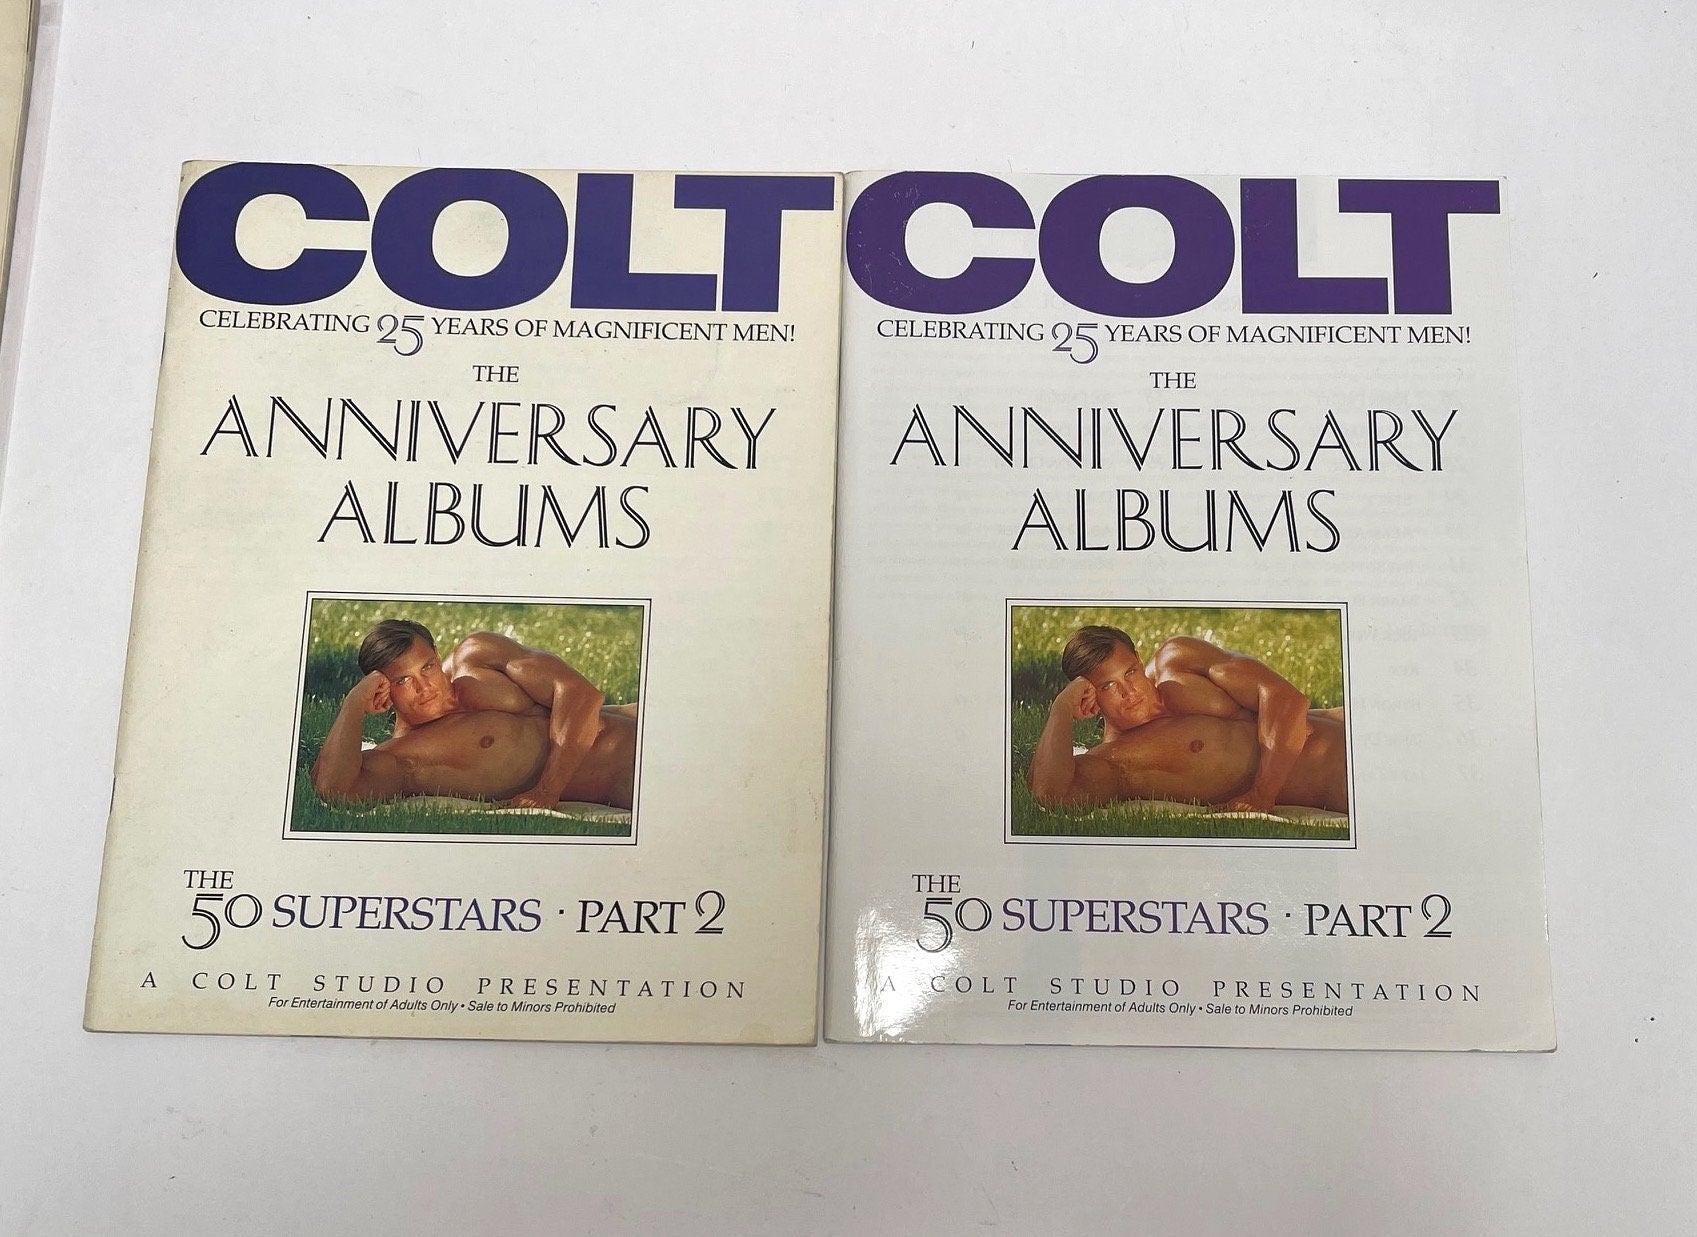 COLT
CELEBRATING 25 YEARS OF MAGNIFICENT MEN!
THE
ANNIVERSARY
ALBUMS
THE
50 SUPERSTARS · PART 2
A COLT STUDIO PRESENTATION
For Entertainment of Adults Only • Sale to Minors Prohibited
COLT
CELEBRATING 25 YEARS OF MAGNIFICENT MEN!
THE
ANNIVERSARY
ALBUMS
THE
50 SUPERSTARS · PART 2
A COLT STUDIO PRESENTATION
For Entertainment of Adults Only • Sale to Minors Prohibited